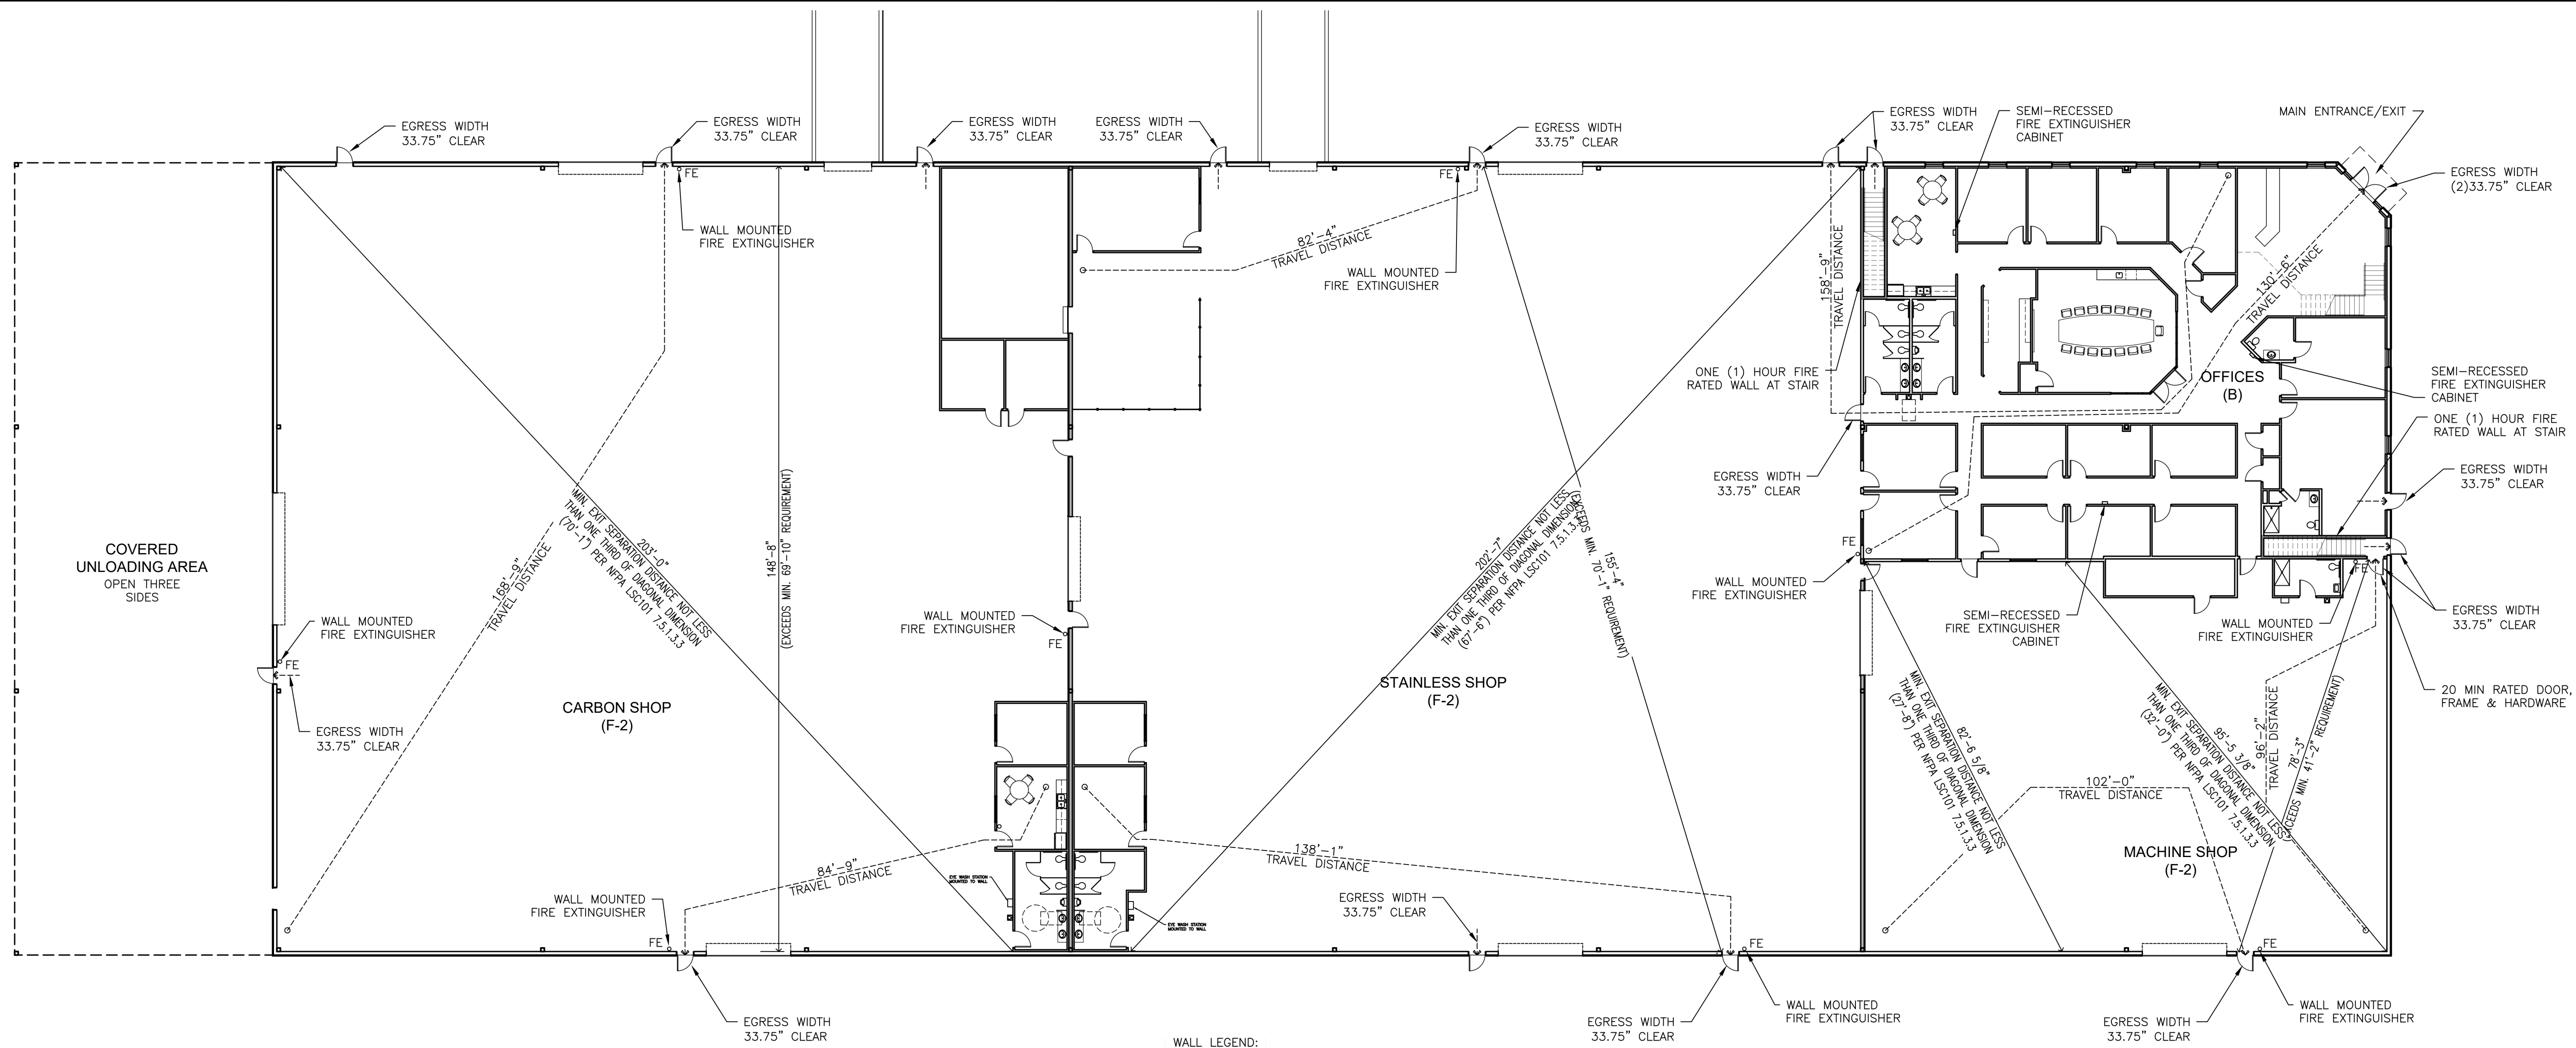 EGRESS WIDTH
33.75" CLEAR
EGRESS WIDTH
33.75" CLEAR
EGRESS WIDTH
33.75" CLEAR
EGRESS WIDTH
33.75" CLEAR
EGRESS WIDTH
33.75" CLEAR
EGRESS WIDTH
33.75" CLEAR
SEMI-RECESSED
FIRE EXTINGUISHER
CABINET
MAIN ENTRANCE/EXIT
EGRESS WIDTH
(2)33.75" CLEAR
FE
WALL MOUNTED
FIRE EXTINGUISHER
FE
WALL MOUNTED
FIRE EXTINGUISHER
82'-4"
TRAVEL DISTANCE
158'-9"
TRAVEL DISTANCE
130'-6"
TRAVEL DISTANCE
ONE (1) HOUR FIRE
RATED WALL AT STAIR
OFFICES
(B)
SEMI-RECESSED
FIRE EXTINGUISHER
CABINET
ONE (1) HOUR FIRE
RATED WALL AT STAIR
EGRESS WIDTH
33.75" CLEAR
EGRESS WIDTH
33.75" CLEAR
COVERED
UNLOADING AREA
OPEN THREE
SIDES
168'-9"
TRAVEL DISTANCE
203'-0"
MIN. EXIT SEPARATION DISTANCE NOT LESS
THAN ONE THIRD OF DIAGONAL DIMENSION
(70'-1") PER NFPA LSC101 7.5.1.3.3
148'-8"
(EXCEEDS MIN. 69'-10" REQUIREMENT)
202'-7"
MIN. EXIT SEPARATION DISTANCE NOT LESS
THAN ONE THIRD OF DIAGONAL DIMENSION
(67'-6") PER NFPA LSC101 7.5.1.3.3
155'-4"
(EXCEEDS MIN. 70'-1" REQUIREMENT)
FE
WALL MOUNTED
FIRE EXTINGUISHER
WALL MOUNTED
FIRE EXTINGUISHER
FE
WALL MOUNTED
FIRE EXTINGUISHER
FE
EGRESS WIDTH
33.75" CLEAR
SEMI-RECESSED
FIRE EXTINGUISHER
CABINET
WALL MOUNTED
FIRE EXTINGUISHER
FE
EGRESS WIDTH
33.75" CLEAR
20 MIN RATED DOOR,
FRAME & HARDWARE
CARBON SHOP
(F-2)
STAINLESS SHOP
(F-2)
82'-6 5/8"
MIN. EXIT SEPARATION DISTANCE NOT LESS
THAN ONE THIRD OF DIAGONAL DIMENSION
(27'-8") PER NFPA LSC101 7.5.1.3.3
95'-5 3/8"
MIN. EXIT SEPARATION DISTANCE NOT LESS
THAN ONE THIRD OF DIAGONAL DIMENSION
(32'-0") PER NFPA LSC101 7.5.1.3.3
96'-2"
TRAVEL DISTANCE
78'-3"
(EXCEEDS MIN. 41'-2" REQUIREMENT)
102'-0"
TRAVEL DISTANCE
MACHINE SHOP
(F-2)
84'-9"
TRAVEL DISTANCE
138'-1"
TRAVEL DISTANCE
EYE WASH STATION
MOUNTED TO WALL
EYE WASH STATION
MOUNTED TO WALL
WALL MOUNTED
FIRE EXTINGUISHER
FE
EGRESS WIDTH
33.75" CLEAR
FE
FE
EGRESS WIDTH
33.75" CLEAR
EGRESS WIDTH
33.75" CLEAR
WALL MOUNTED
FIRE EXTINGUISHER
EGRESS WIDTH
33.75" CLEAR
WALL MOUNTED
FIRE EXTINGUISHER
WALL LEGEND: